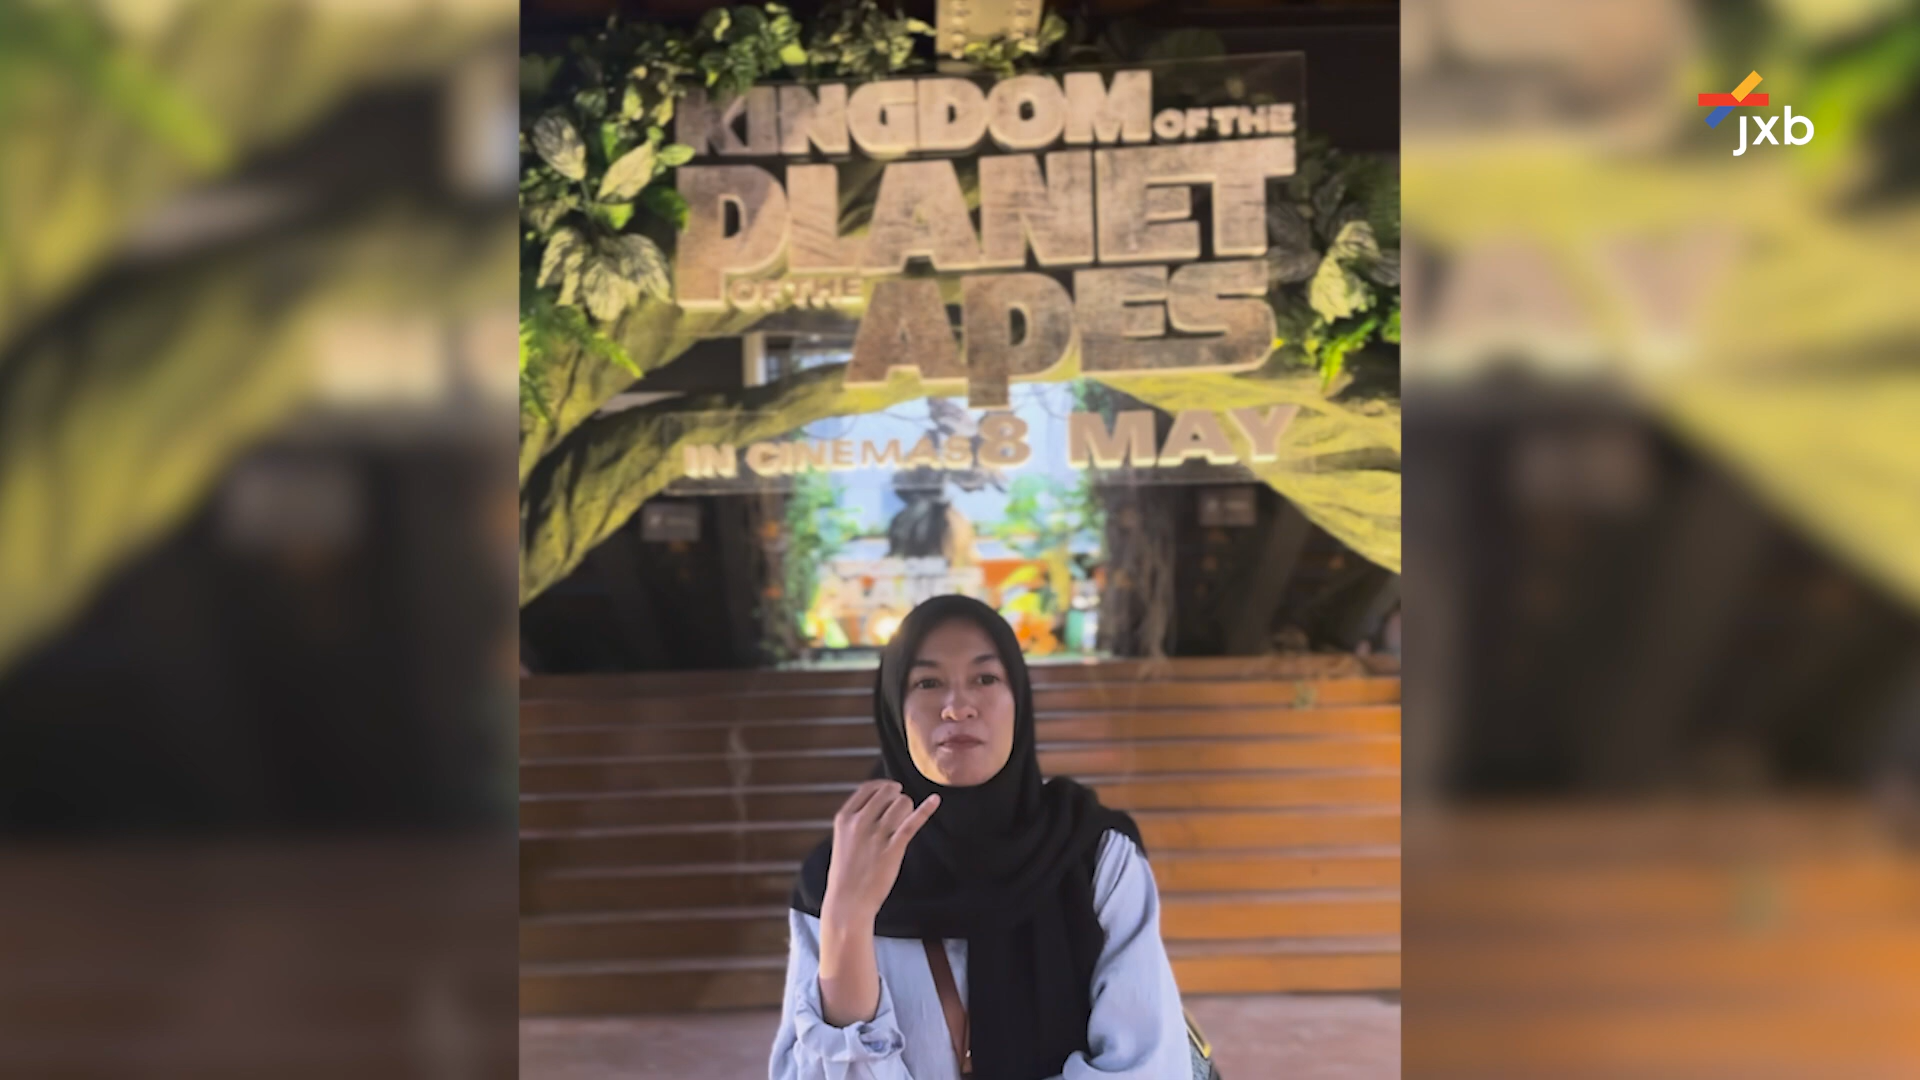 KINGDOM OF THE
PLANET
OF THE APES
IN CINEMAS 8 MAY
jxb